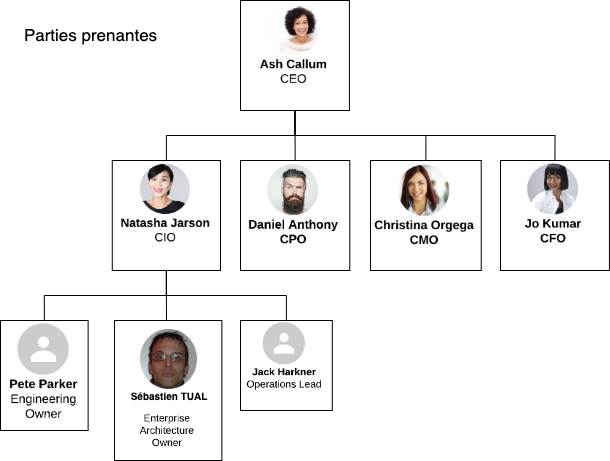 Parties prenantes
Ash Callum
CEO
Natasha Jarson
CIO
Daniel Anthony
CPO
Christina Orgega
CMO
Jo Kumar
CFO
Pete Parker
Engineering
Owner
Sébastien TUAL
Enterprise
Architecture
Owner
Jack Harkner
Operations Lead